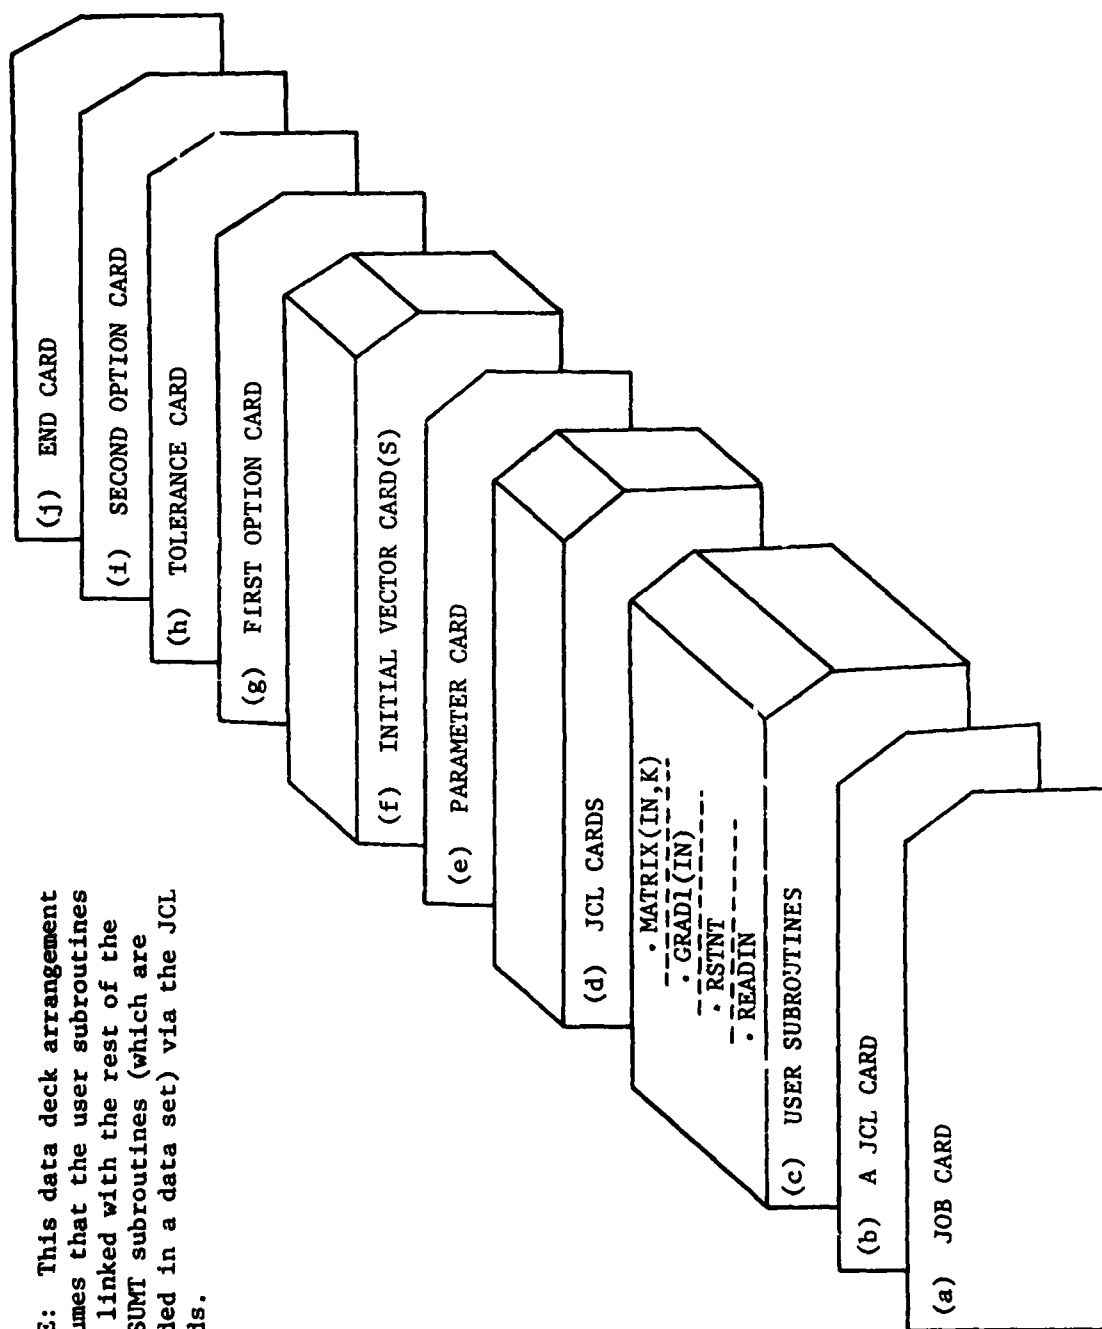 E: This data deck arrangement
umes that the user subroutines
linked with the rest of the
SUMT subroutines (which are
ded in a data set) via the JCL
ds.
(j) END CARD
(i) SECOND OPTION CARD
(h) TOLERANCE CARD
(g) FIRST OPTION CARD
(f) INITIAL VECTOR CARD(S)
(e) PARAMETER CARD
(d) JCL CARDS
• MATRIX(IN,K)
• GRAD1(IN)
• RSTNT
• READIN
(c) USER SUBROUTINES
(b) A JCL CARD
(a) JOB CARD